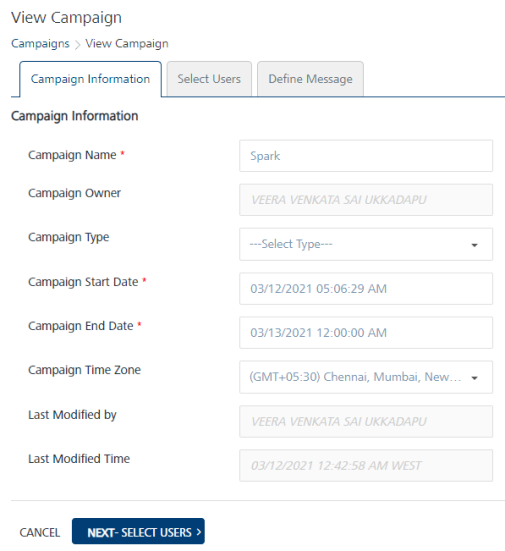 View Campaign
Campaigns > View Campaign
Campaign Information Select Users Define Message
Campaign Information
Campaign Name * Spark
Campaign Owner VEERA VENKATA SAI UKKADAPU
Campaign Type ---Select Type---
Campaign Start Date * 03/12/2021 05:06:29 AM
Campaign End Date * 03/13/2021 12:00:00 AM
Campaign Time Zone (GMT+05:30) Chennai, Mumbai, New...
Last Modified by VEERA VENKATA SAI UKKADAPU
Last Modified Time 03/12/2021 12:42:58 AM WEST
CANCEL NEXT- SELECT USERS >